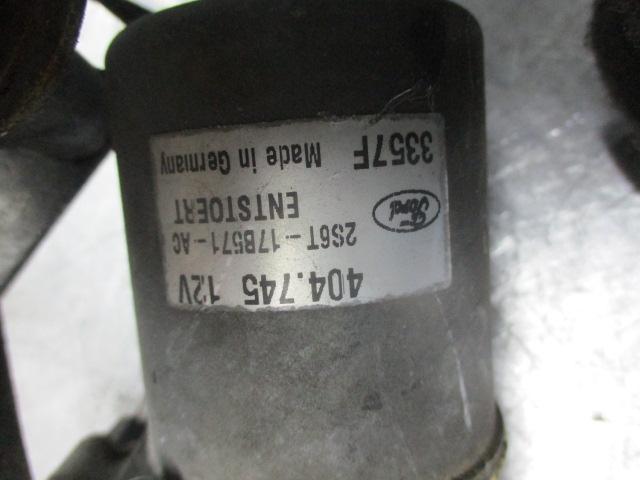 404.745 12V
2S6T-17B571-AC
Ford ENTSTOERT
3357F Made in Germany